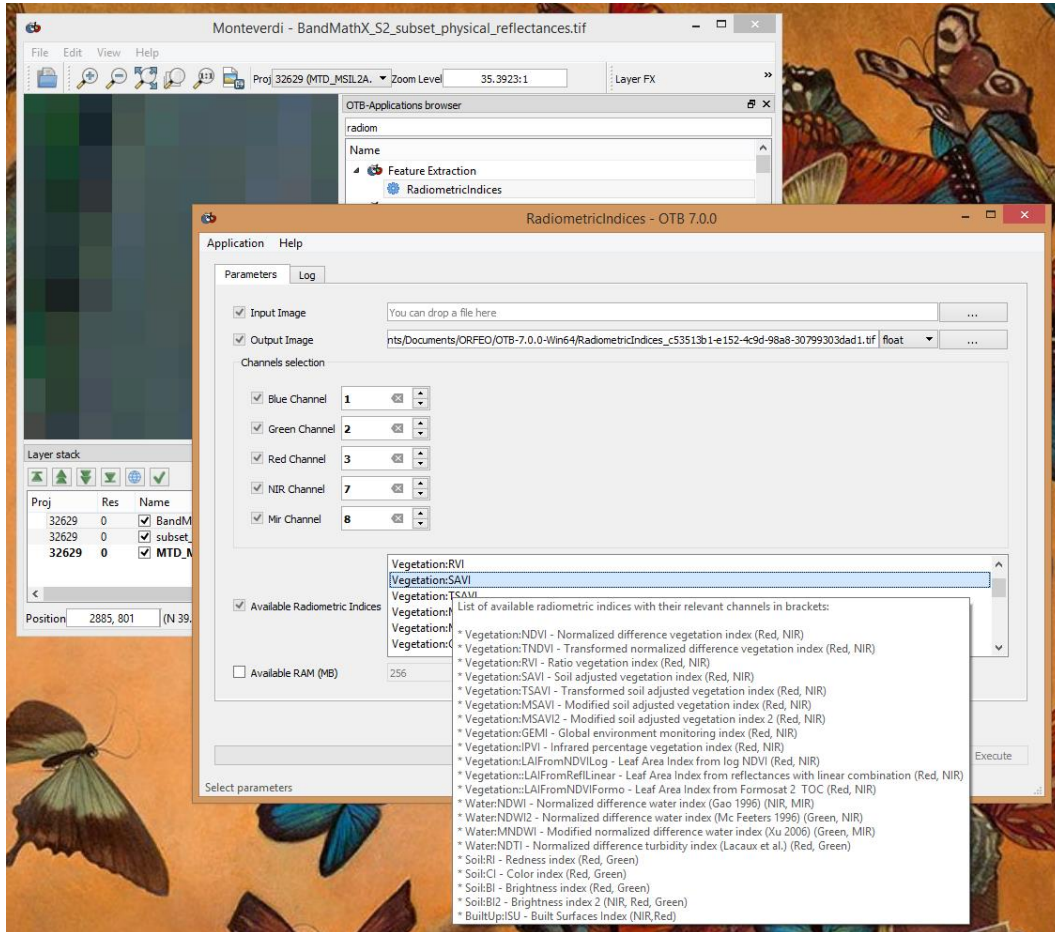 Monteverdi - BandMathX_S2_subset_physical_reflectances.tif
File Edit View Help
Proj 32629 (MTD_MSIL2A. Zoom Level 35.3923:1 Layer FX »
OTB-Applications browser
radiom
Name
Feature Extraction
RadiometricIndices
RadiometricIndices - OTB 7.0.0
Application Help
Parameters Log
Input Image You can drop a file here ...
Output Image nts/Documents/ORFEO/OTB-7.0.0-Win64/RadiometricIndices_c53513b1-e152-4c9d-98a8-30799303dad1.tif float ...
Channels selection
Blue Channel 1
Green Channel 2
Red Channel 3
NIR Channel 7
Mir Channel 8
Available Radiometric Indices
Vegetation:RVI
Vegetation:SAVI
Vegetation:TSAVI
Available RAM (MB) 256
Execute
Select parameters
Layer stack
Proj Res Name
32629 0 BandM
32629 0 subset_
32629 0 MTD_M
Position 2885, 801 (N 39.
List of available radiometric indices with their relevant channels in brackets:
* Vegetation:NDVI - Normalized difference vegetation index (Red, NIR)
* Vegetation:TNDVI - Transformed normalized difference vegetation index (Red, NIR)
* Vegetation:RVI - Ratio vegetation index (Red, NIR)
* Vegetation:SAVI - Soil adjusted vegetation index (Red, NIR)
* Vegetation:TSAVI - Transformed soil adjusted vegetation index (Red, NIR)
* Vegetation:MSAVI - Modified soil adjusted vegetation index (Red, NIR)
* Vegetation:MSAVI2 - Modified soil adjusted vegetation index 2 (Red, NIR)
* Vegetation:GEMI - Global environment monitoring index (Red, NIR)
* Vegetation:IPVI - Infrared percentage vegetation index (Red, NIR)
* Vegetation:LAIFromNDVILog - Leaf Area Index from log NDVI (Red, NIR)
* Vegetation::LAIFromReflLinear - Leaf Area Index from reflectances with linear combination (Red, NIR)
* Vegetation::LAIFromNDVIFormo - Leaf Area Index from Formosat 2 TOC (Red, NIR)
* Water:NDWI - Normalized difference water index (Gao 1996) (NIR, MIR)
* Water:NDWI2 - Normalized difference water index (Mc Feeters 1996) (Green, NIR)
* Water:MNDWI - Modified normalized difference water index (Xu 2006) (Green, MIR)
* Water:NDTI - Normalized difference turbidity index (Lacaux et al.) (Red, Green)
* Soil:RI - Redness index (Red, Green)
* Soil:CI - Color index (Red, Green)
* Soil:BI - Brightness index (Red, Green)
* Soil:BI2 - Brightness index 2 (NIR, Red, Green)
* BuiltUp:ISU - Built Surfaces Index (NIR,Red)